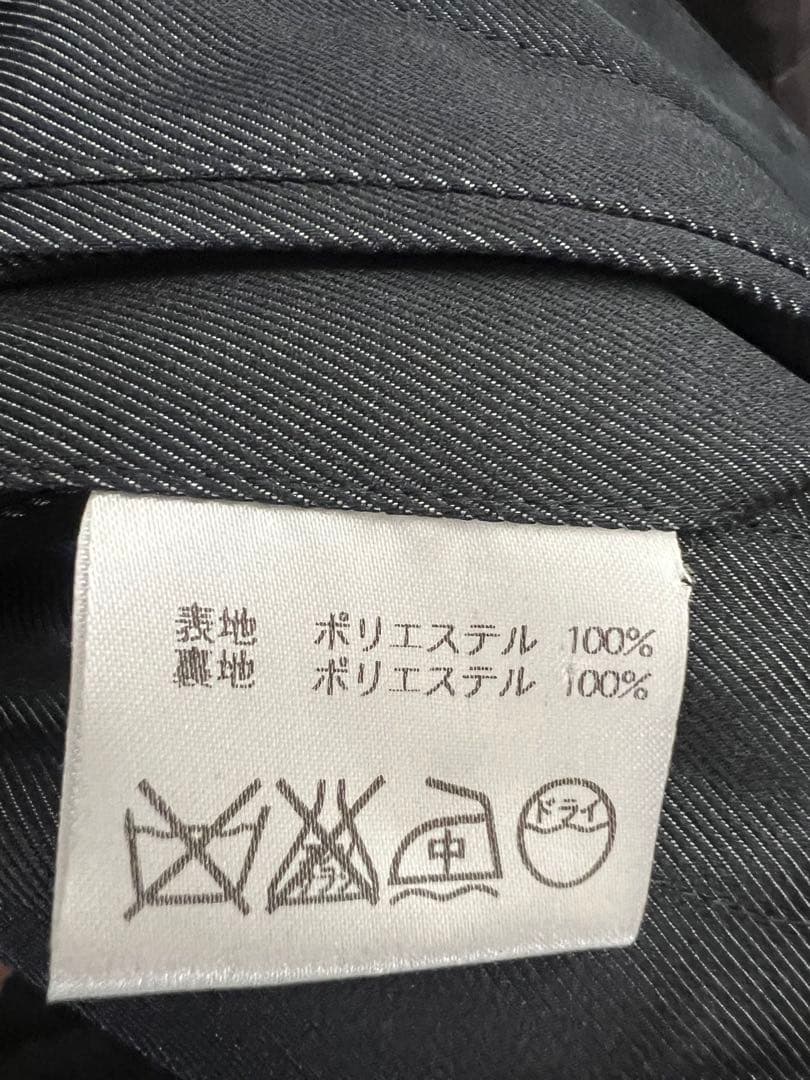 表地 ポリエステル 100%
裏地 ポリエステル 100%
中 ドライ